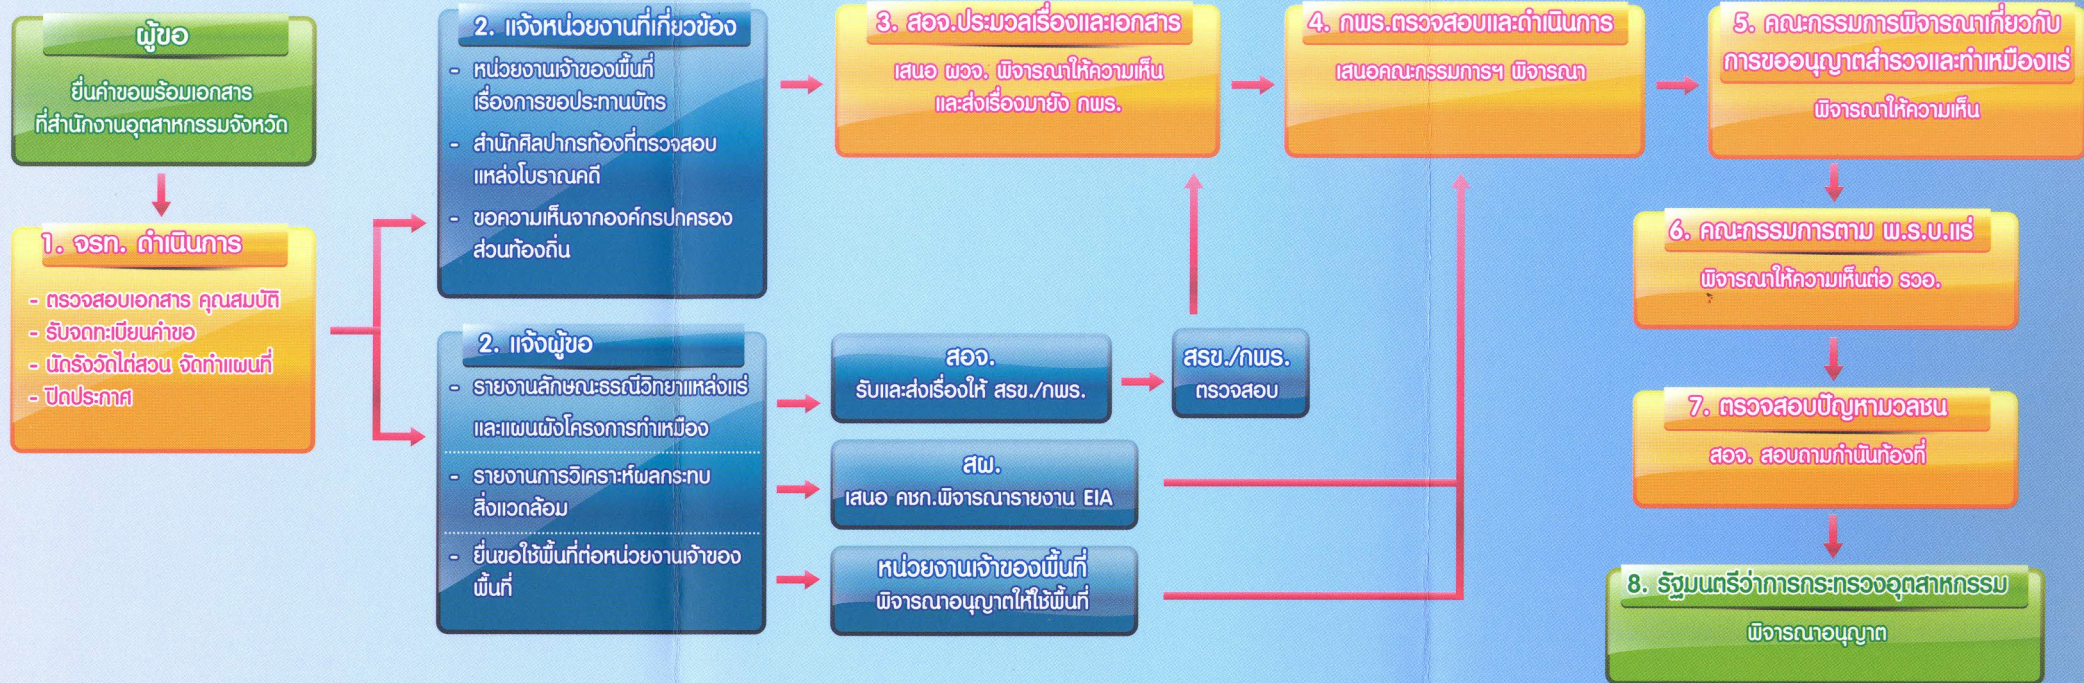 ผู้ขอ
ยื่นคำขอพร้อมเอกสาร
ที่สำนักงานอุตสาหกรรมจังหวัด
1. จรท. ดำเนินการ
- ตรวจสอบเอกสาร คุณสมบัติ
- รับจดทะเบียนคำขอ
- นัดรังวัดไต่สวน จัดทำแผนที่
- ปิดประกาศ
2. แจ้งหน่วยงานที่เกี่ยวข้อง
- หน่วยงานเจ้าของพื้นที่
เรื่องการขอประทานบัตร
- สำนักศิลปากรท้องที่ตรวจสอบ
แหล่งโบราณคดี
- ขอความเห็นจากองค์กรปกครอง
ส่วนท้องถิ่น
2. แจ้งผู้ขอ
- รายงานลักษณะธรณีวิทยาแหล่งแร่
และแผนผังโครงการทำเหมือง
- รายงานการวิเคราะห์ผลกระทบ
สิ่งแวดล้อม
- ยื่นขอใช้พื้นที่ต่อหน่วยงานเจ้าของ
พื้นที่
สอจ.
รับและส่งเรื่องให้ สรข./กพร.
สรข./กพร.
ตรวจสอบ
สผ.
เสนอ คชก.พิจารณารายงาน EIA
หน่วยงานเจ้าของพื้นที่
พิจารณาอนุญาตให้ใช้พื้นที่
3. สอจ.ประมวลเรื่องและเอกสาร
เสนอ ผวจ. พิจารณาให้ความเห็น
และส่งเรื่องมายัง กพร.
4. กพร.ตรวจสอบและดำเนินการ
เสนอคณะกรรมการฯ พิจารณา
5. คณะกรรมการพิจารณาเกี่ยวกับ
การขออนุญาตสำรวจและทำเหมืองแร่
พิจารณาให้ความเห็น
6. คณะกรรมการตาม พ.ร.บ.แร่
พิจารณาให้ความเห็นต่อ รวอ.
7. ตรวจสอบปัญหามวลชน
สอจ. สอบถามกำนันท้องที่
8. รัฐมนตรีว่าการกระทรวงอุตสาหกรรม
พิจารณาอนุญาต